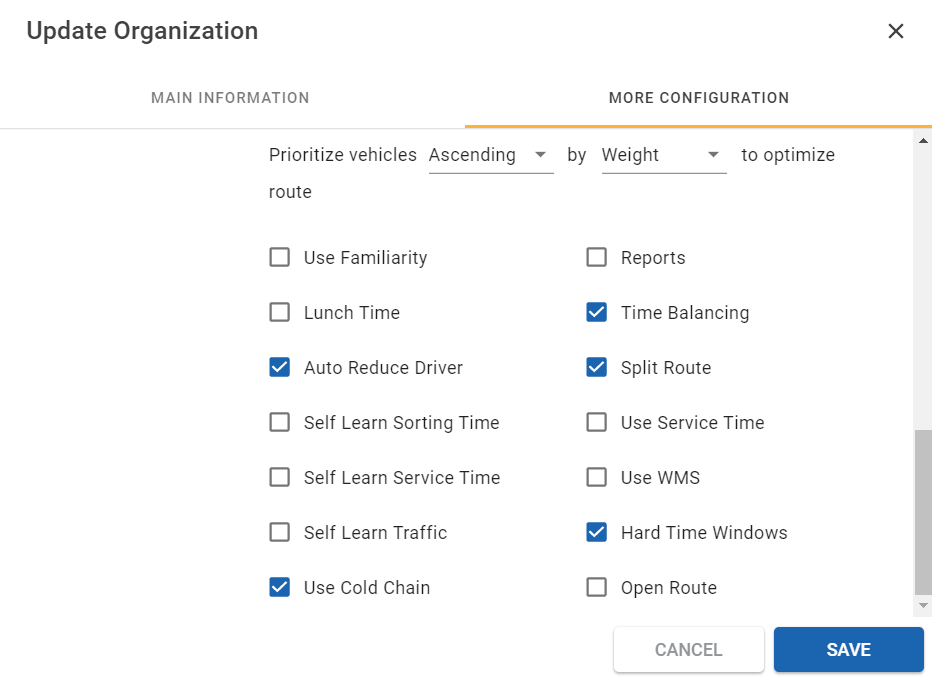 Update Organization
MAIN INFORMATION
MORE CONFIGURATION
Prioritize vehicles Ascending by Weight to optimize
route
Use Familiarity
Reports
Lunch Time
Time Balancing
Auto Reduce Driver
Split Route
Self Learn Sorting Time
Use Service Time
Self Learn Service Time
Use WMS
Self Learn Traffic
Hard Time Windows
Use Cold Chain
Open Route
CANCEL
SAVE